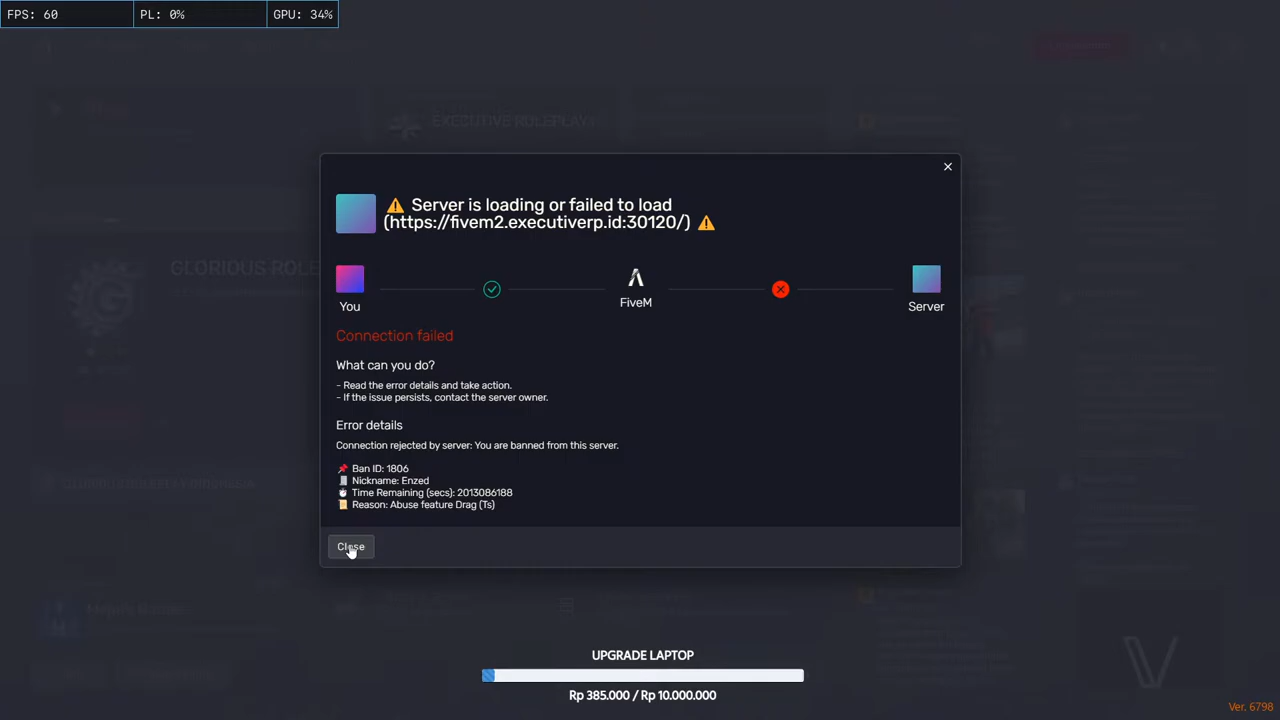 FPS: 60
PL: 0%
GPU: 34%
EXECUTIVE ROLEPLAY
⚠️ Server is loading or failed to load
(https://fivem2.executiverp.id:30120/) ⚠️
GLORIOUS ROLE
You
FiveM
Server
Connection failed
What can you do?
- Read the error details and take action.
- If the issue persists, contact the server owner.
Error details
Connection rejected by server: You are banned from this server.
📌 Ban ID: 1806
Nickname: Enzed
Time Remaining (secs): 2013086188
Reason: Abuse feature Drag (Ts)
Close
UPGRADE LAPTOP
Rp 385.000 / Rp 10.000.000
Ver. 6798